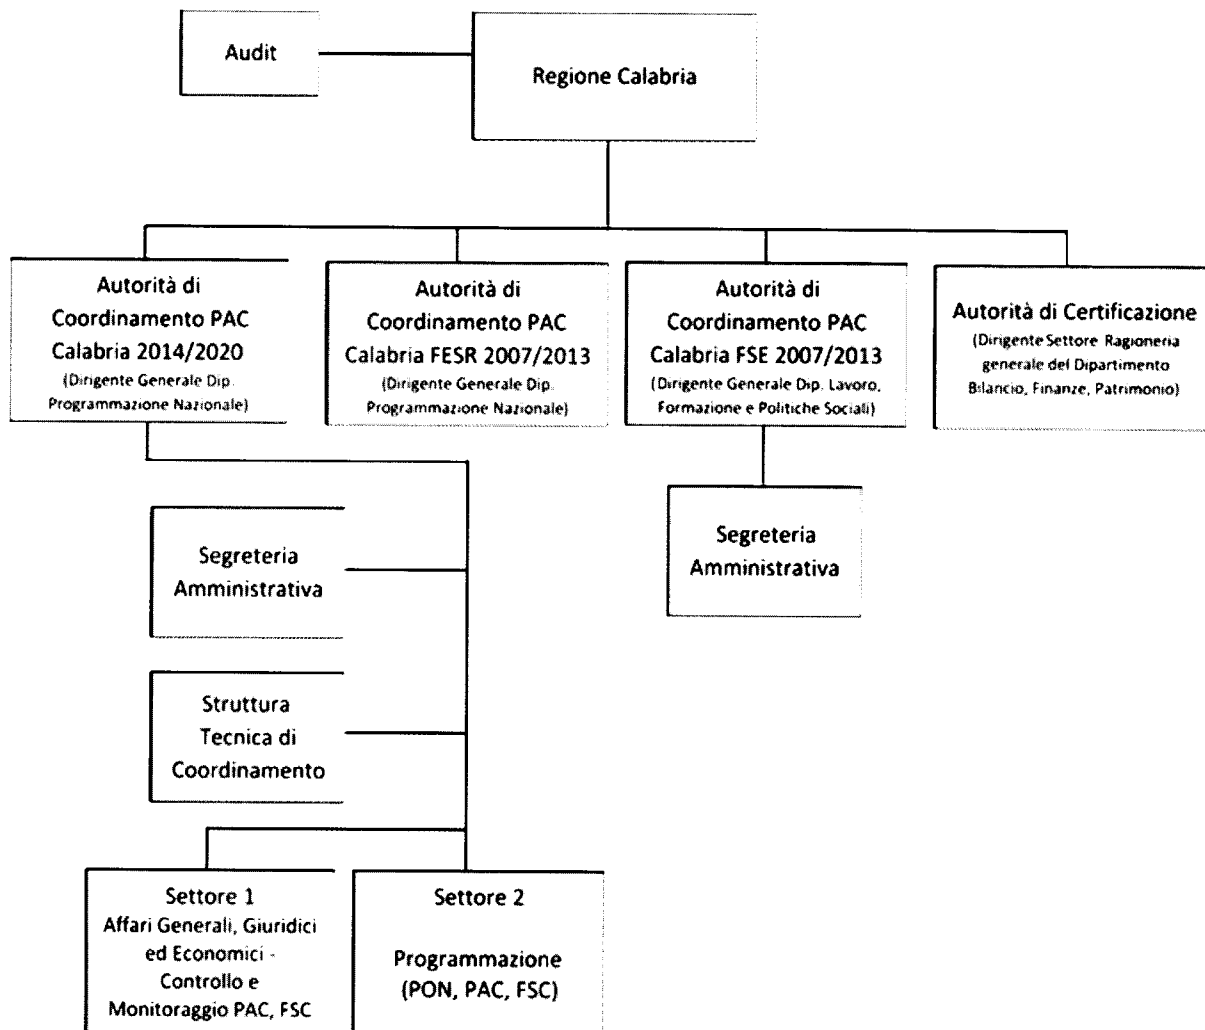 Audit
Regione Calabria
Autorità di
Coordinamento PAC
Calabria 2014/2020
(Dirigente Generale Dip.
Programmazione Nazionale)
Autorità di
Coordinamento PAC
Calabria FESR 2007/2013
(Dirigente Generale Dip.
Programmazione Nazionale)
Autorità di
Coordinamento PAC
Calabria FSE 2007/2013
(Dirigente Generale Dip. Lavoro,
Formazione e Politiche Sociali)
Autorità di Certificazione
(Dirigente Settore Ragioneria
generale del Dipartimento
Bilancio, Finanze, Patrimonio)
Segreteria
Amministrativa
Segreteria
Amministrativa
Struttura
Tecnica di
Coordinamento
Settore 1
Affari Generali, Giuridici
ed Economici -
Controllo e
Monitoraggio PAC, FSC
Settore 2
Programmazione
(PON, PAC, FSC)